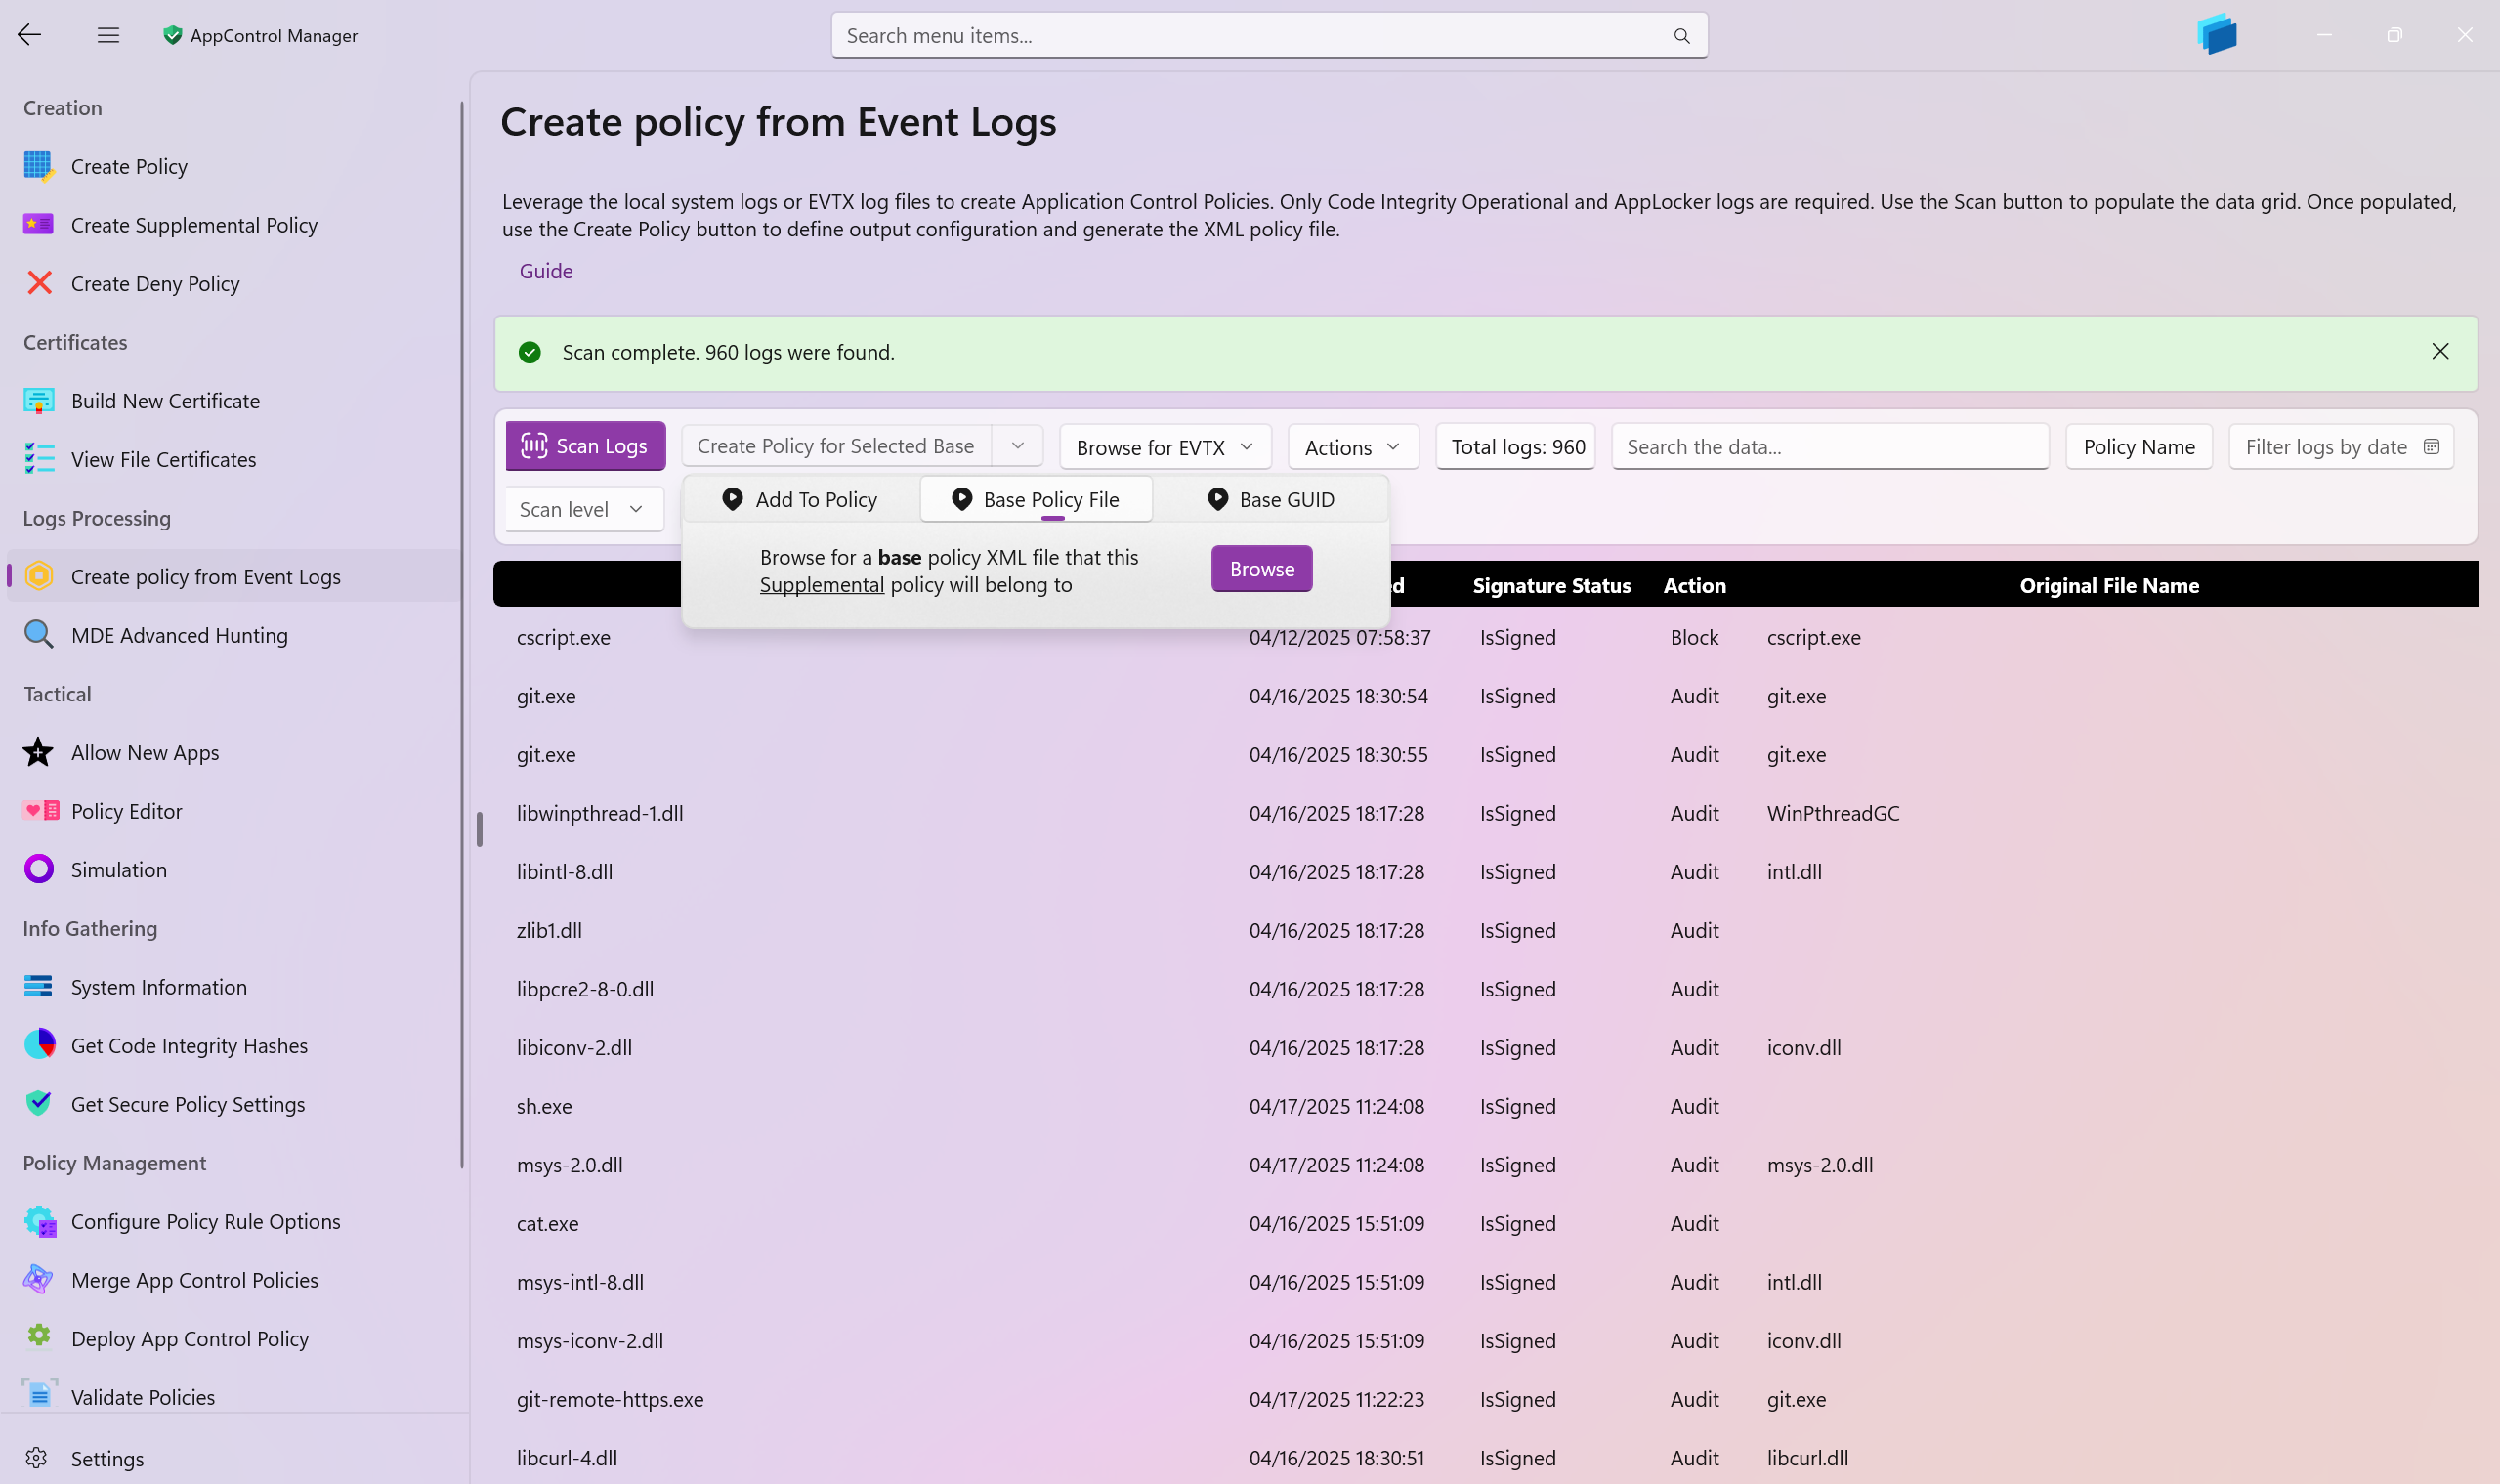 AppControl Manager
Search menu items...
Creation
Create Policy
Create Supplemental Policy
Create Deny Policy
Certificates
Build New Certificate
View File Certificates
Logs Processing
Create policy from Event Logs
MDE Advanced Hunting
Tactical
Allow New Apps
Policy Editor
Simulation
Info Gathering
System Information
Get Code Integrity Hashes
Get Secure Policy Settings
Policy Management
Configure Policy Rule Options
Merge App Control Policies
Deploy App Control Policy
Validate Policies
Settings
Create policy from Event Logs
Leverage the local system logs or EVTX log files to create Application Control Policies. Only Code Integrity Operational and AppLocker logs are required. Use the Scan button to populate the data grid. Once populated,
use the Create Policy button to define output configuration and generate the XML policy file.
Guide
Scan complete. 960 logs were found.
Scan Logs Create Policy for Selected Base Browse for EVTX Actions Total logs: 960 Search the data... Policy Name Filter logs by date
Scan level Add To Policy Base Policy File Base GUID
Browse for a base policy XML file that this
Supplemental policy will belong to
Browse
Signature Status Action Original File Name
cscript.exe 04/12/2025 07:58:37 IsSigned Block cscript.exe
git.exe 04/16/2025 18:30:54 IsSigned Audit git.exe
git.exe 04/16/2025 18:30:55 IsSigned Audit git.exe
libwinpthread-1.dll 04/16/2025 18:17:28 IsSigned Audit WinPthreadGC
libintl-8.dll 04/16/2025 18:17:28 IsSigned Audit intl.dll
zlib1.dll 04/16/2025 18:17:28 IsSigned Audit
libpcre2-8-0.dll 04/16/2025 18:17:28 IsSigned Audit
libiconv-2.dll 04/16/2025 18:17:28 IsSigned Audit iconv.dll
sh.exe 04/17/2025 11:24:08 IsSigned Audit
msys-2.0.dll 04/17/2025 11:24:08 IsSigned Audit msys-2.0.dll
cat.exe 04/16/2025 15:51:09 IsSigned Audit
msys-intl-8.dll 04/16/2025 15:51:09 IsSigned Audit intl.dll
msys-iconv-2.dll 04/16/2025 15:51:09 IsSigned Audit iconv.dll
git-remote-https.exe 04/17/2025 11:22:23 IsSigned Audit git.exe
libcurl-4.dll 04/16/2025 18:30:51 IsSigned Audit libcurl.dll